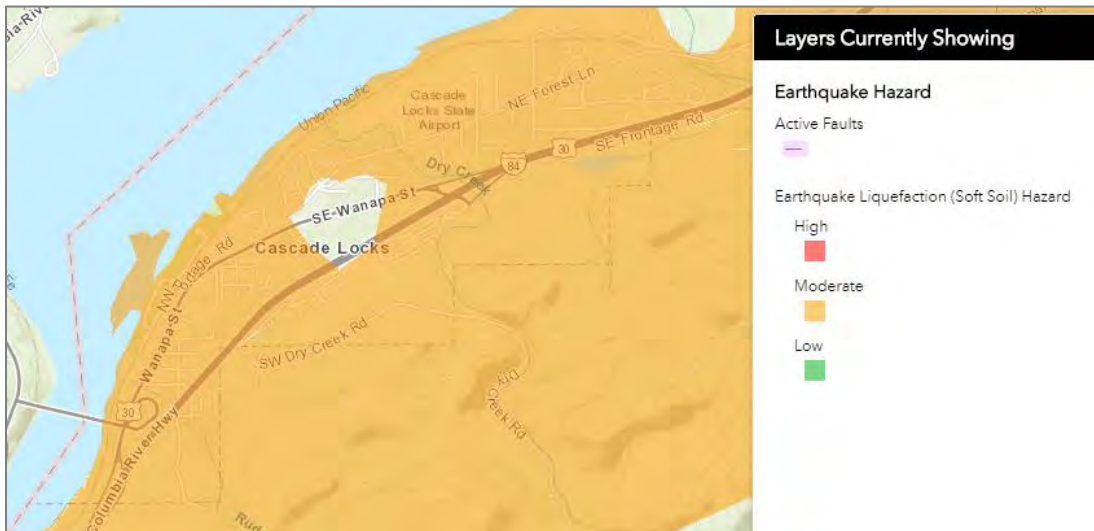 Layers Currently Showing
Earthquake Hazard
Active Faults
Earthquake Liquefaction (Soft Soil) Hazard
High
Moderate
Low
Union Pacific
Cascade
Locks State
Airport
NE Forest-Ln
30
SE Frontage Rd
84
Dry Creek
SE-Wanapa-St
Cascade Locks
NW Portage Rd
Wanapa-St
SW Dry Creek Rd
Dry
Creek Rd
30
Columbia River-Hwy